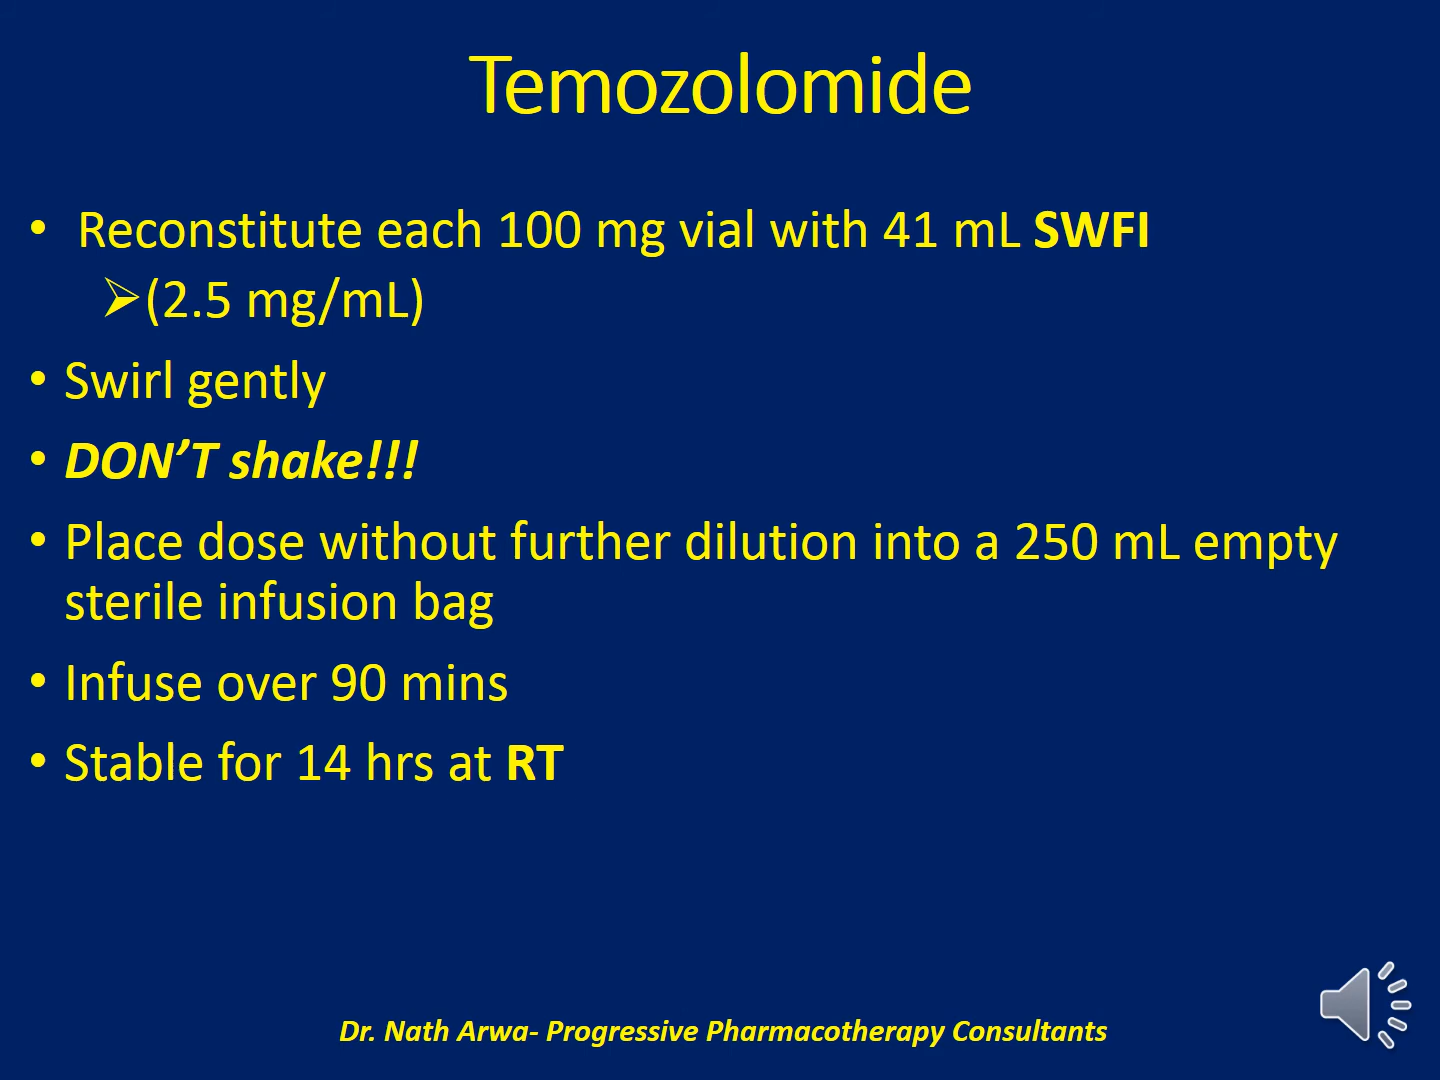 Temozolomide
• Reconstitute each 100 mg vial with 41 mL SWFI
➢(2.5 mg/mL)
• Swirl gently
• DON’T shake!!!
• Place dose without further dilution into a 250 mL empty
sterile infusion bag
• Infuse over 90 mins
• Stable for 14 hrs at RT
Dr. Nath Arwa- Progressive Pharmacotherapy Consultants